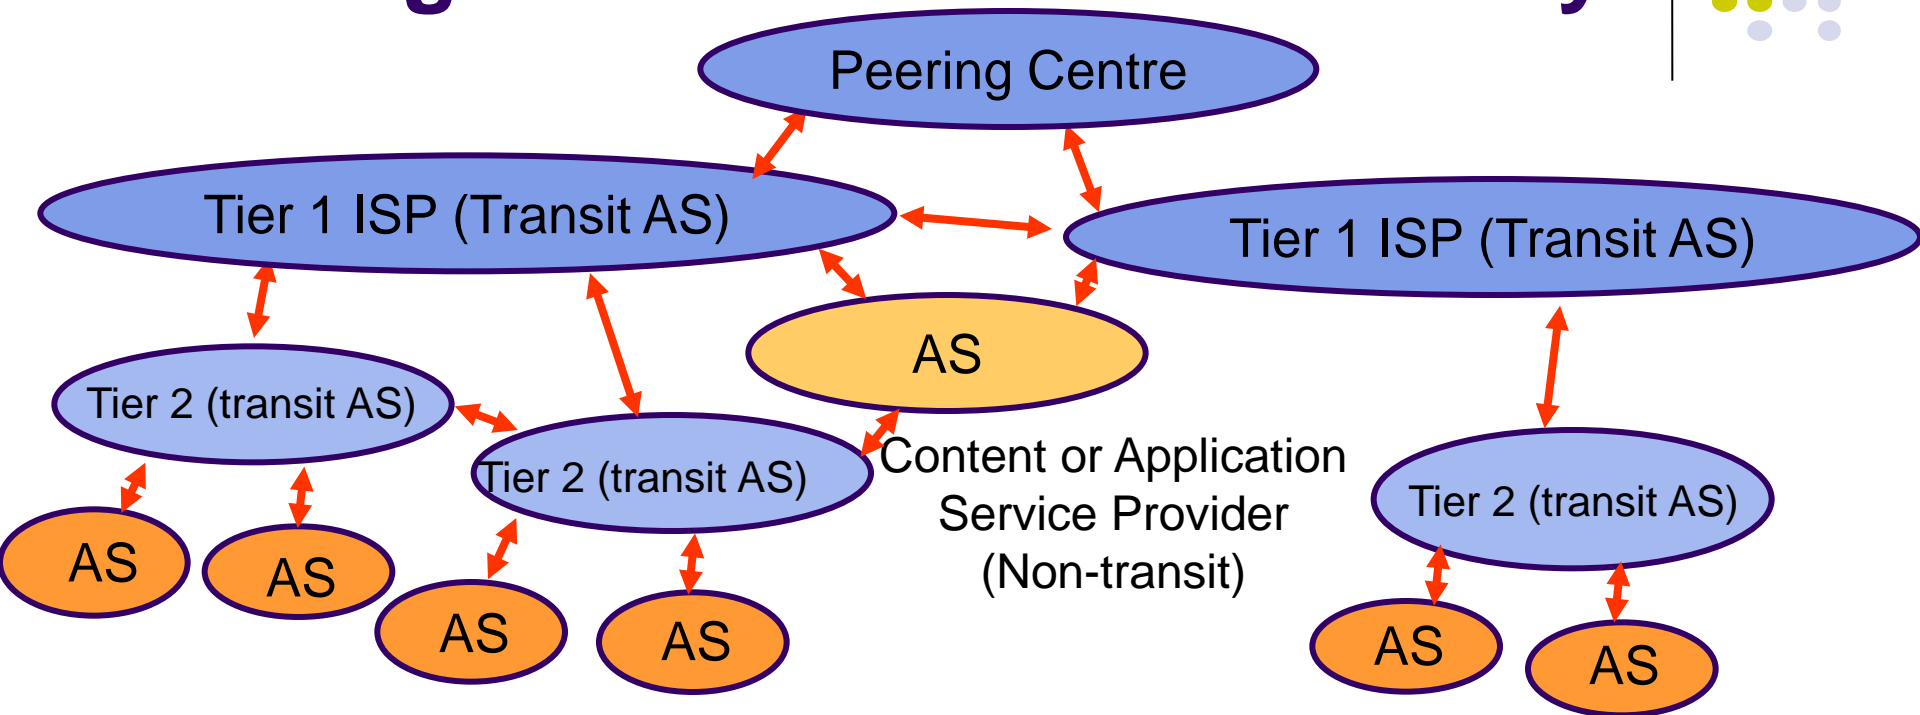 Peering Centre
Tier 1 ISP (Transit AS)
Tier 1 ISP (Transit AS)
AS
Tier 2 (transit AS)
Tier 2 (transit AS)
Content or Application
Service Provider
(Non-transit)
Tier 2 (transit AS)
AS
AS
AS
AS
AS
AS